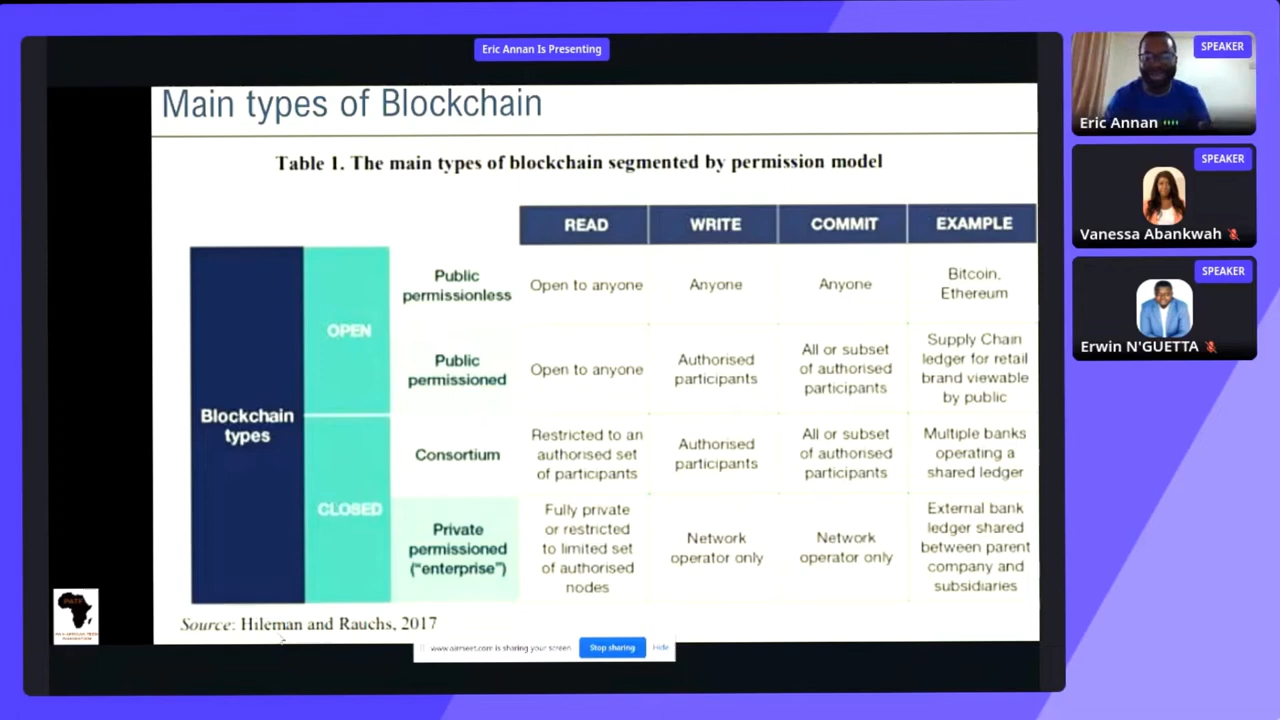 Eric Annan Is Presenting
Main types of Blockchain
Table 1. The main types of blockchain segmented by permission model
READ
WRITE
COMMIT
EXAMPLE
Blockchain
types
OPEN
Public
permissionless
Open to anyone
Anyone
Anyone
Bitcoin,
Ethereum
Public
permissioned
Open to anyone
Authorised
participants
All or subset
of authorised
participants
Supply Chain
ledger for retail
brand viewable
by public
CLOSED
Consortium
Restricted to an
authorised set
of participants
Authorised
participants
All or subset
of authorised
participants
Multiple banks
operating a
shared ledger
Private
permissioned
("enterprise")
Fully private
or restricted
to limited set
of authorised
nodes
Network
operator only
Network
operator only
External bank
ledger shared
between parent
company and
subsidiaries
Source: Hileman and Rauchs, 2017
www.airmeet.com is sharing your screen.
Stop sharing
Hide
SPEAKER
Eric Annan
SPEAKER
Vanessa Abankwah
SPEAKER
Erwin N'GUETTA